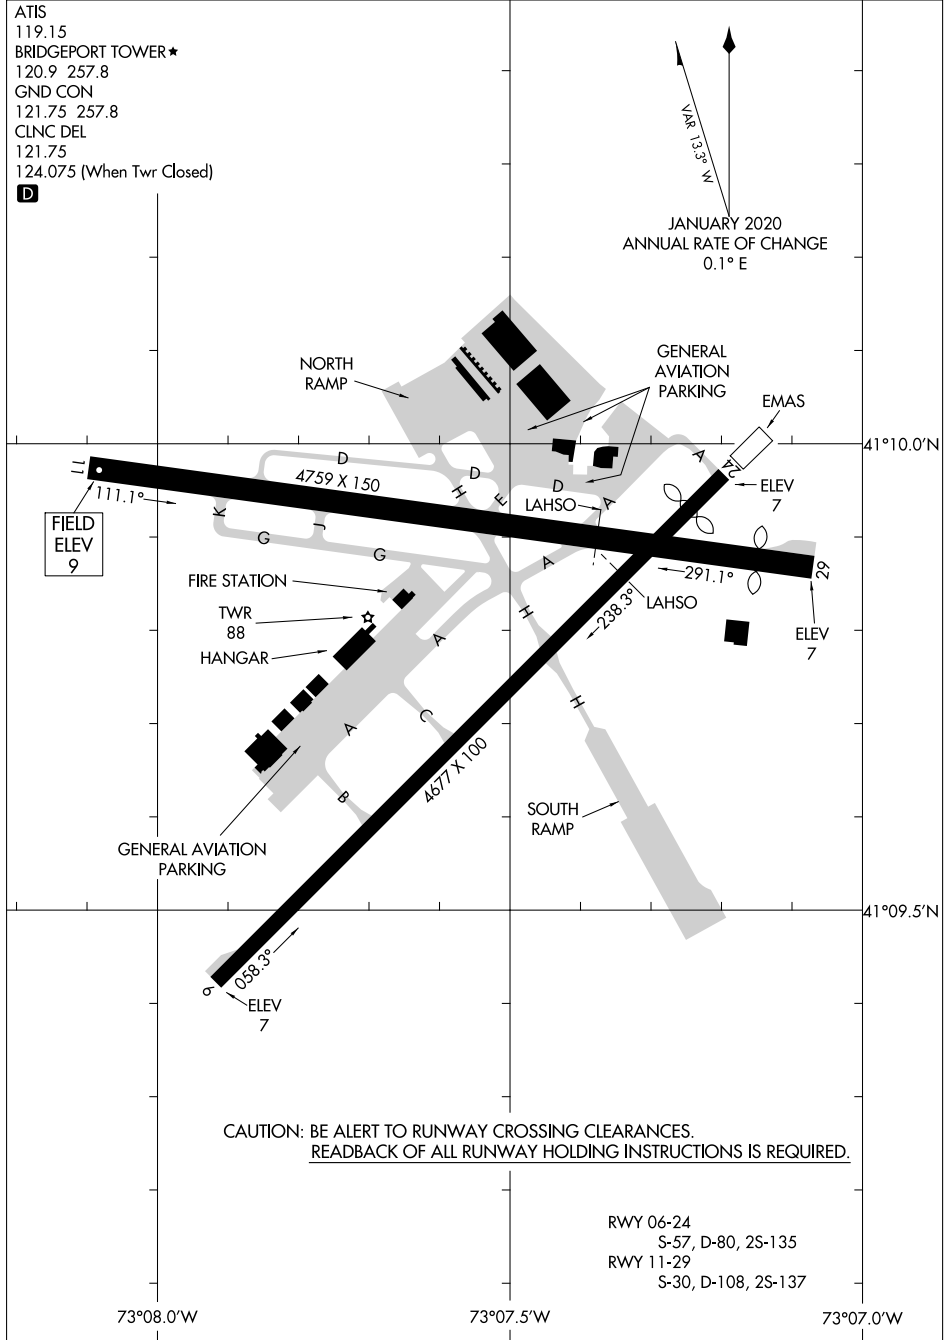 ATIS
119.15
BRIDGEPORT TOWER★
120.9 257.8
GND CON
121.75 257.8
CLNC DEL
121.75
124.075 (When Twr Closed)
D
VAR 13.3° W
JANUARY 2020
ANNUAL RATE OF CHANGE
0.1° E
NORTH
RAMP
GENERAL
AVIATION
PARKING
EMAS
41°10.0'N
11
111.1°
FIELD
ELEV
9
4759 X 150
D
D
D
H
E
A
A
LAHSO
24
ELEV
7
K
J
G
G
A
FIRE STATION
TWR
88
HANGAR
291.1°
29
ELEV
7
LAHSO
238.3°
H
H
A
A
C
B
4677 X 100
SOUTH
RAMP
GENERAL AVIATION
PARKING
41°09.5'N
058.3°
6
ELEV
7
CAUTION: BE ALERT TO RUNWAY CROSSING CLEARANCES.
READBACK OF ALL RUNWAY HOLDING INSTRUCTIONS IS REQUIRED.
RWY 06-24
S-57, D-80, 2S-135
RWY 11-29
S-30, D-108, 2S-137
73°08.0'W
73°07.5'W
73°07.0'W